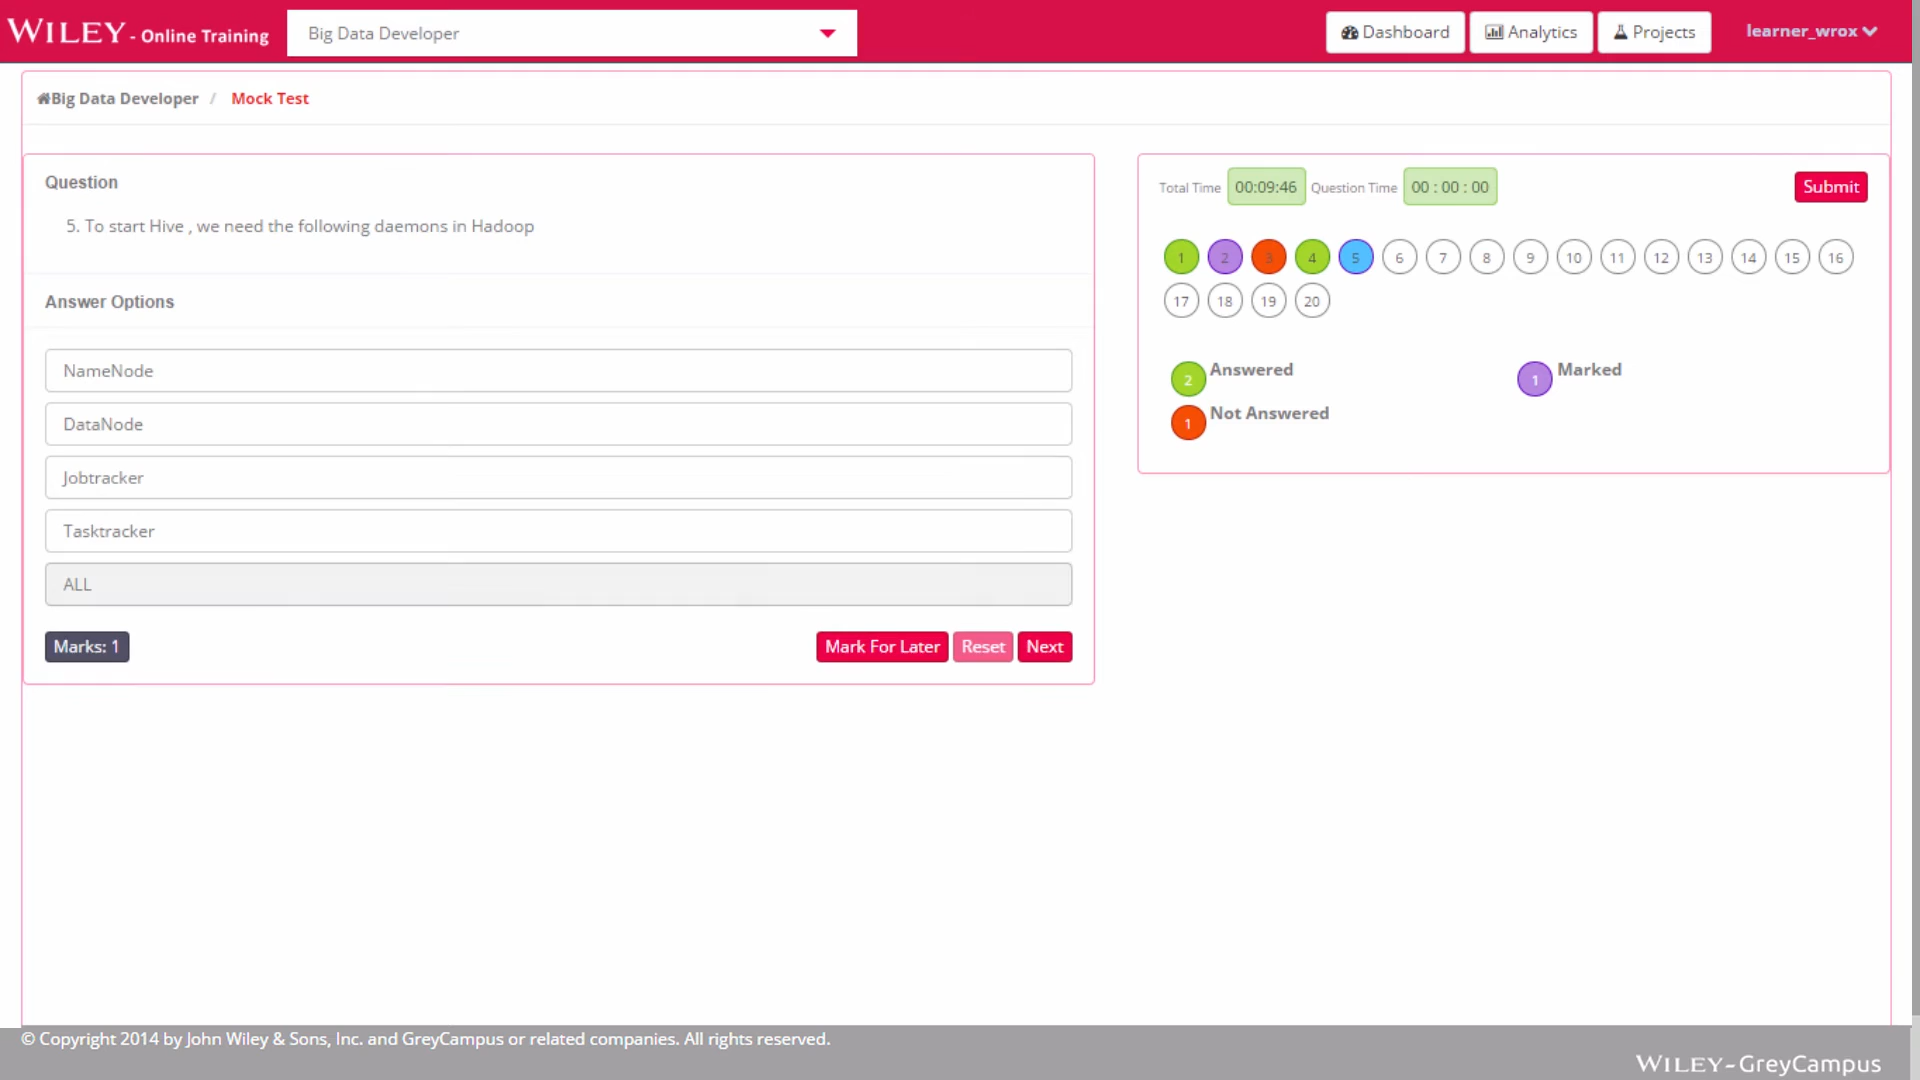 WILEY - Online Training
Big Data Developer
Dashboard
Analytics
Projects
learner_wrox
Big Data Developer / Mock Test
Question
5. To start Hive , we need the following daemons in Hadoop
Answer Options
NameNode
DataNode
Jobtracker
Tasktracker
ALL
Marks: 1
Mark For Later
Reset
Next
Total Time 00:09:46 Question Time 00 : 00 : 00
Submit
1 2 3 4 5 6 7 8 9 10 11 12 13 14 15 16
17 18 19 20
2 Answered
1 Marked
1 Not Answered
© Copyright 2014 by John Wiley & Sons, Inc. and GreyCampus or related companies. All rights reserved.
WILEY-GreyCampus